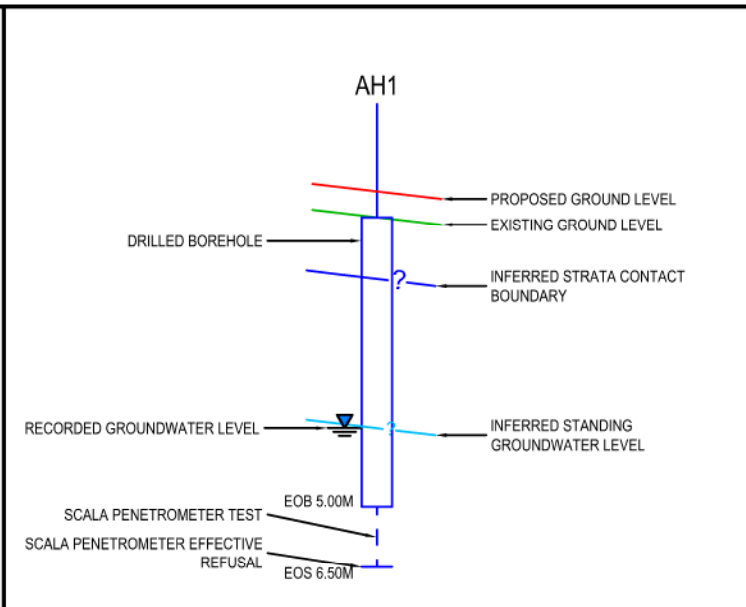 AH1
PROPOSED GROUND LEVEL
EXISTING GROUND LEVEL
DRILLED BOREHOLE
?
INFERRED STRATA CONTACT
BOUNDARY
RECORDED GROUNDWATER LEVEL
?
INFERRED STANDING
GROUNDWATER LEVEL
EOB 5.00M
SCALA PENETROMETER TEST
SCALA PENETROMETER EFFECTIVE
REFUSAL
EOS 6.50M